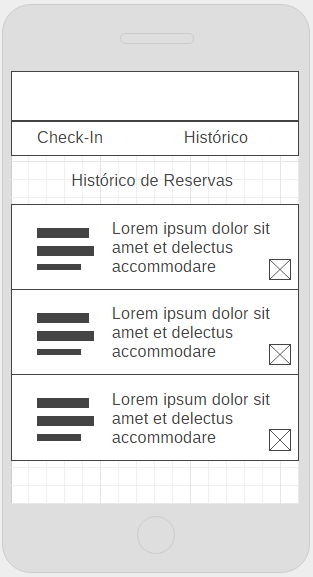 Check-In Histórico
Histórico de Reservas
Lorem ipsum dolor sit
amet et delectus
accommodare
Lorem ipsum dolor sit
amet et delectus
accommodare
Lorem ipsum dolor sit
amet et delectus
accommodare